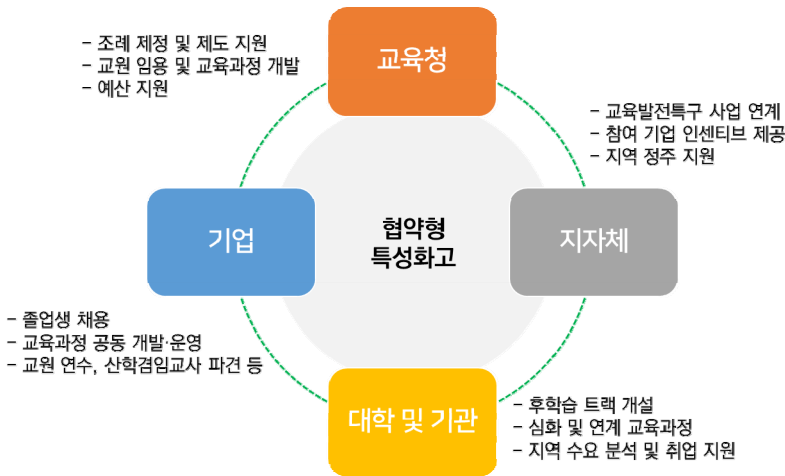 교육청
- 조례 제정 및 제도 지원
- 교원 임용 및 교육과정 개발
- 예산 지원
- 교육발전특구 사업 연계
- 참여 기업 인센티브 제공
- 지역 정주 지원
기업
협약형
특성화고
지자체
- 졸업생 채용
- 교육과정 공동 개발·운영
- 교원 연수, 산학겸임교사 파견 등
대학 및 기관
- 후학습 트랙 개설
- 심화 및 연계 교육과정
- 지역 수요 분석 및 취업 지원